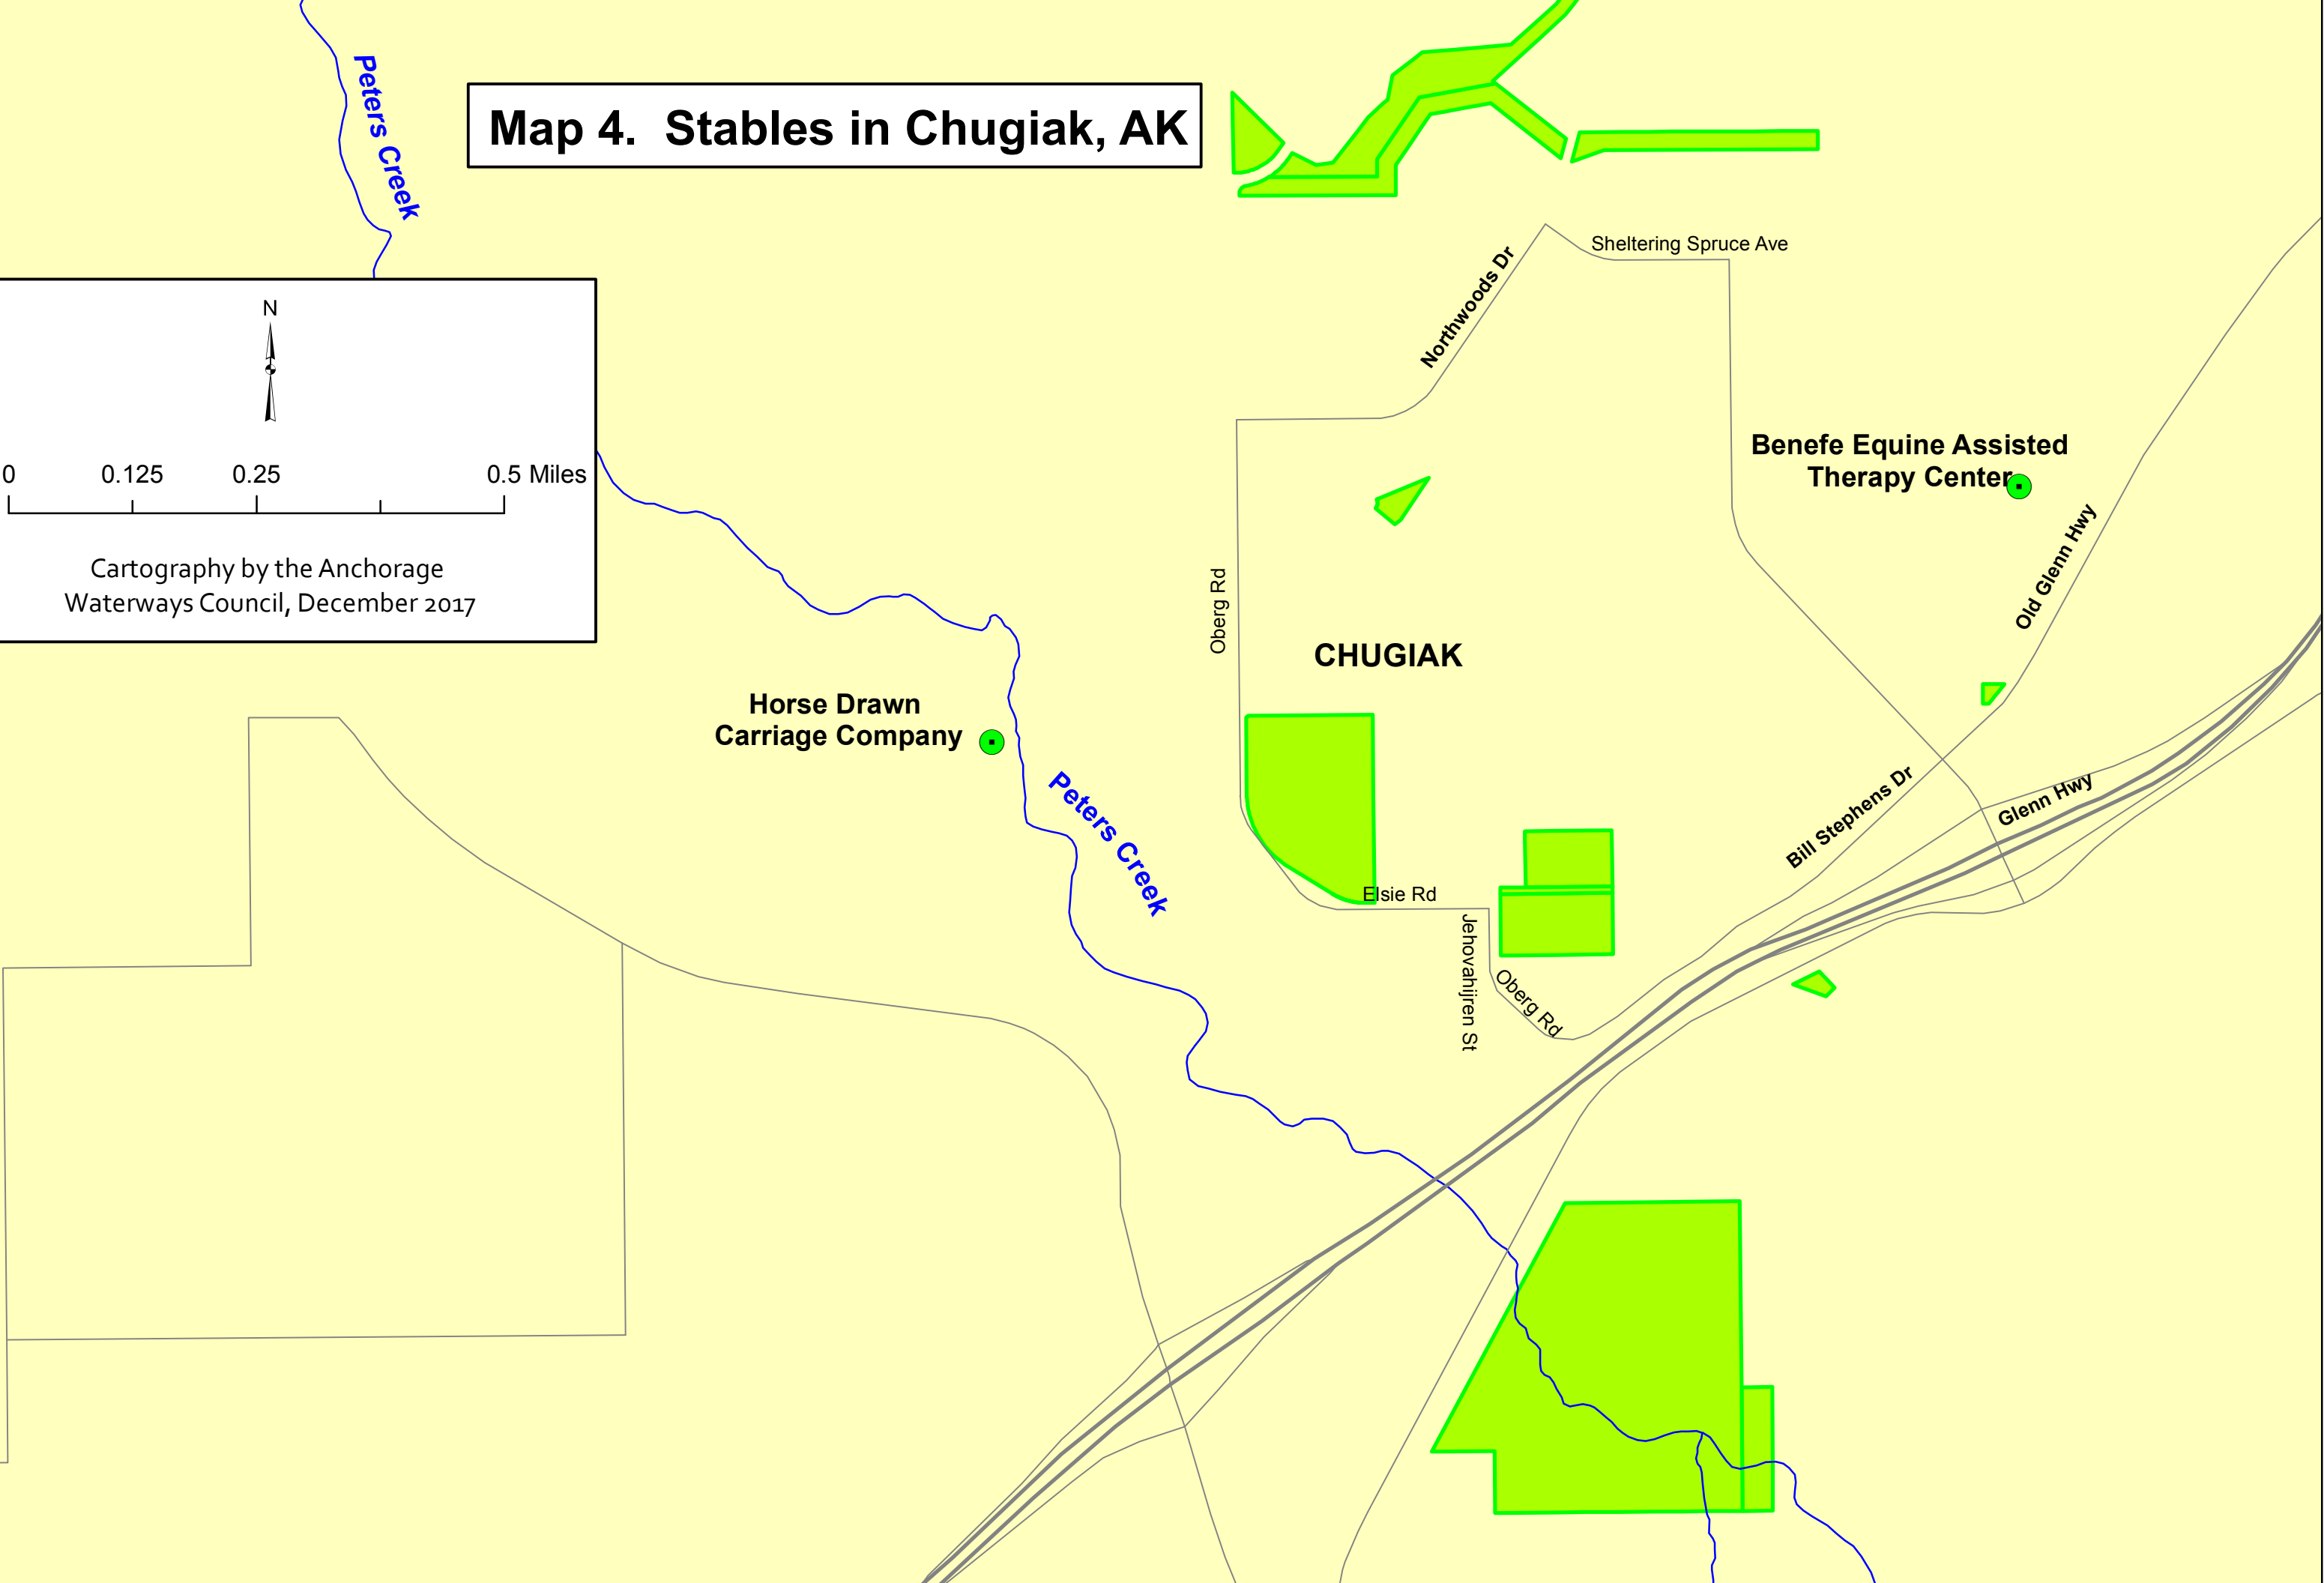 Peters Creek
Map 4. Stables in Chugiak, AK
Sheltering Spruce Ave
Northwoods Dr
N
0 0.125 0.25 0.5 Miles
Cartography by the Anchorage
Waterways Council, December 2017
Benefe Equine Assisted
Therapy Center
Old Glenn Hwy
Oberg Rd
CHUGIAK
Horse Drawn
Carriage Company
Peters Creek
Bill Stephens Dr
Glenn Hwy
Elsie Rd
Jehovahjiren St
Oberg Rd